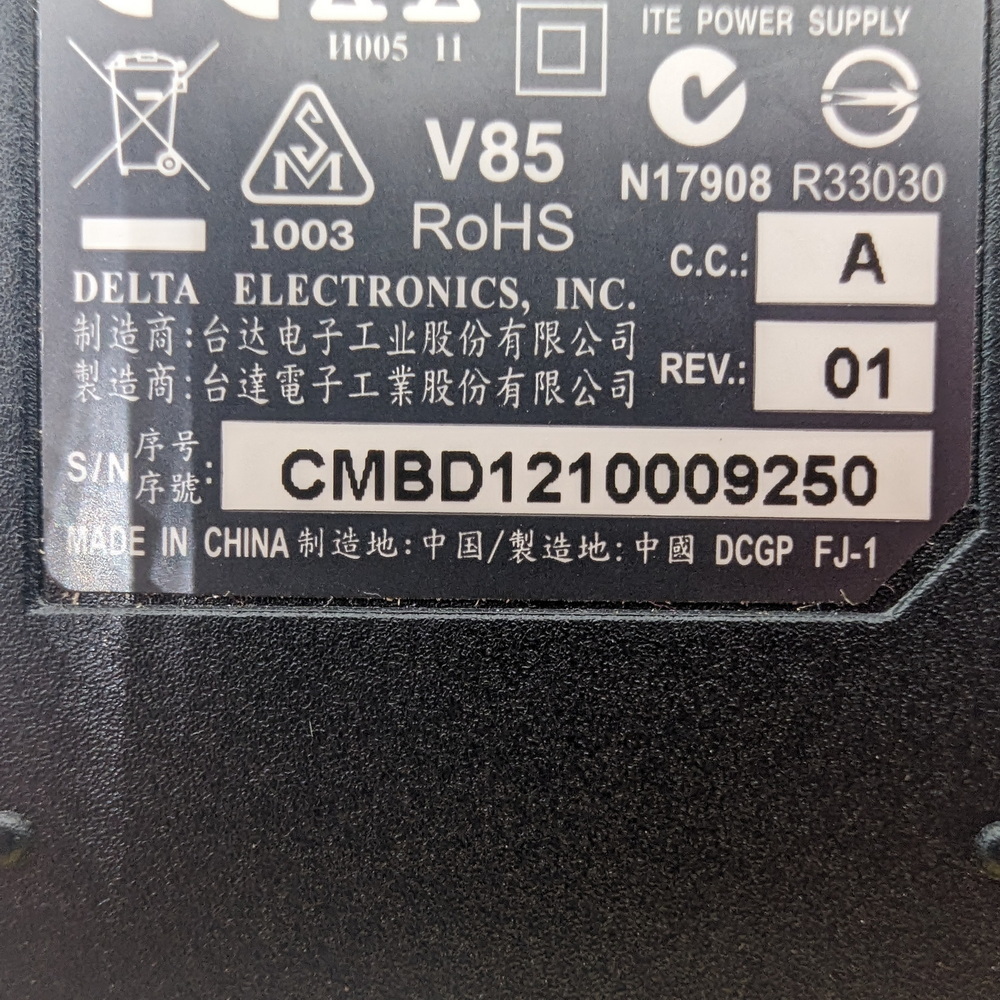 ITE POWER SUPPLY
И005 11
V85
N17908 R33030
1003
RoHS
C.C.: A
DELTA ELECTRONICS, INC.
制造商:台达电子工业股份有限公司
製造商:台達電子工業股份有限公司
REV.: 01
S/N 序号
序號: CMBD1210009250
MADE IN CHINA 制造地:中国/製造地:中國 DCGP FJ-1